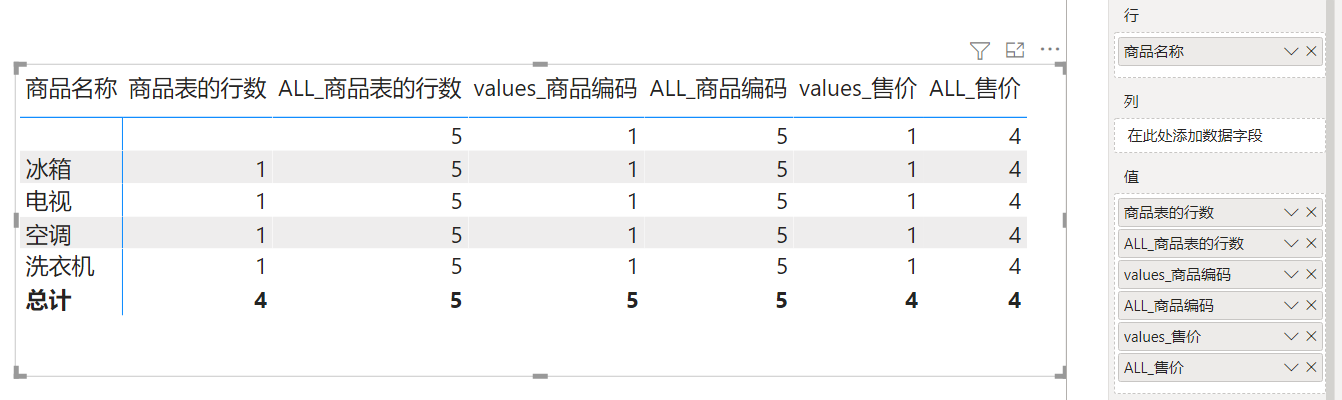 商品名称 商品表的行数 ALL_商品表的行数 values_商品编码 ALL_商品编码 values_售价 ALL_售价
5 1 5 1 4
冰箱 1 5 1 5 1 4
电视 1 5 1 5 1 4
空调 1 5 1 5 1 4
洗衣机 1 5 1 5 1 4
总计 4 5 5 5 4 4
行
商品名称
列
在此处添加数据字段
值
商品表的行数
ALL_商品表的行数
values_商品编码
ALL_商品编码
values_售价
ALL_售价